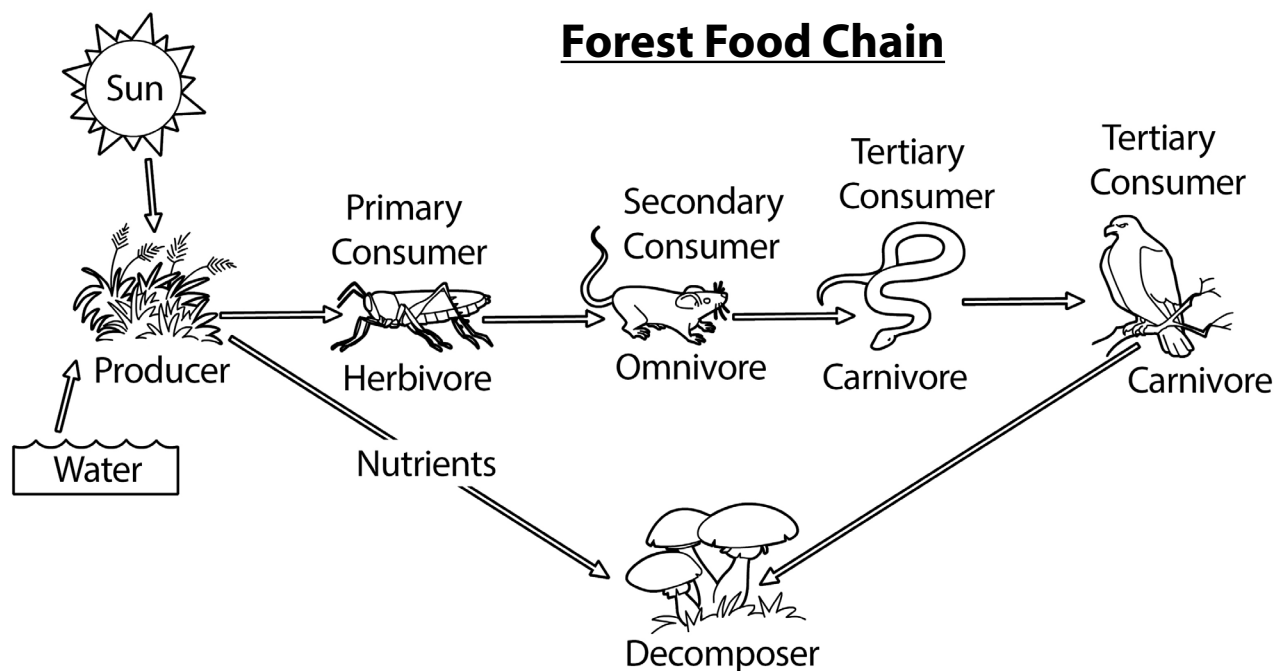 Forest Food Chain
Sun
Primary
Consumer
Secondary
Consumer
Tertiary
Consumer
Tertiary
Consumer
Producer
Herbivore
Omnivore
Carnivore
Carnivore
Water
Nutrients
Decomposer